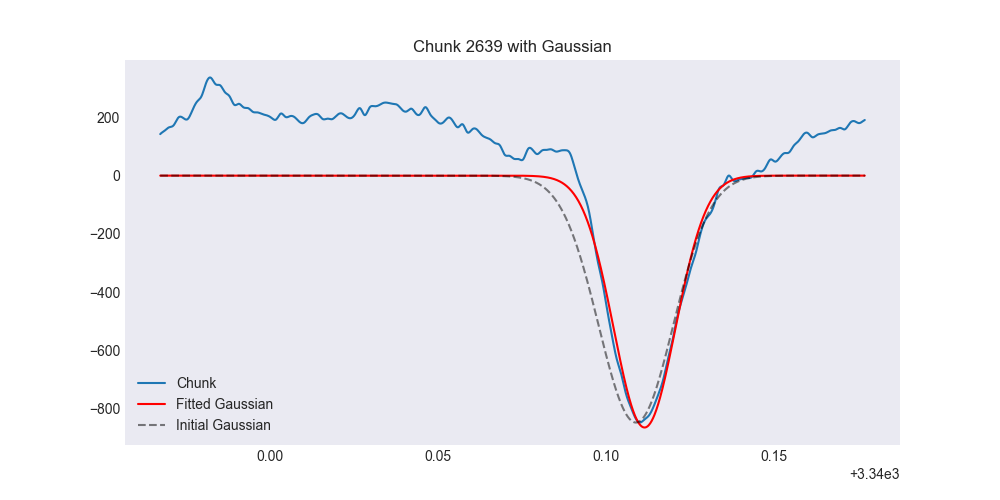 Chunk 2639 with Gaussian
200
0
−200
−400
−600
−800
Chunk
Fitted Gaussian
Initial Gaussian
0.00 0.05 0.10 0.15
+3.34e3